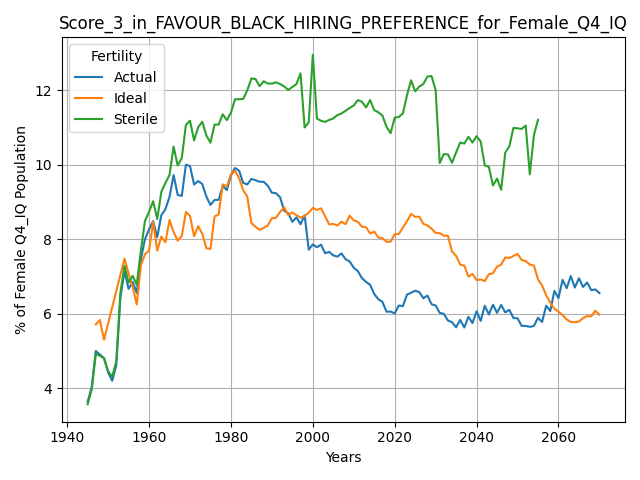 Score_3_in_FAVOUR_BLACK_HIRING_PREFERENCE_for_Female_Q4_IQ
Fertility
Actual
Ideal
Sterile
% of Female Q4_IQ Population
12
10
8
6
4
1940 1960 1980 2000 2020 2040 2060
Years